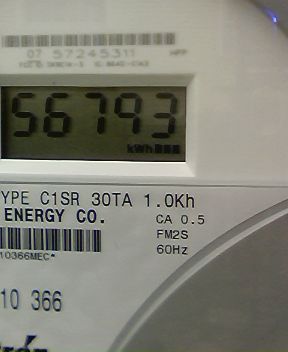 07 57245311
56793
kWh
YPE C1SR 30TA 1.0Kh
ENERGY CO.
CA 0.5
FM2S
60Hz
10366MEC*
10 366